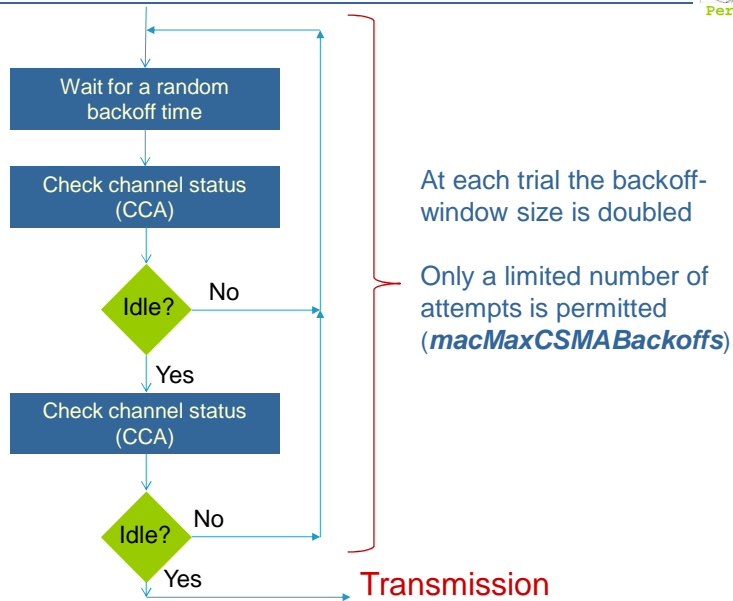 Per
Wait for a random
backoff time
Check channel status
(CCA)
Idle?
No
Yes
Check channel status
(CCA)
Idle?
No
Yes
Transmission
At each trial the backoff-
window size is doubled
Only a limited number of
attempts is permitted
(macMaxCSMABackoffs)